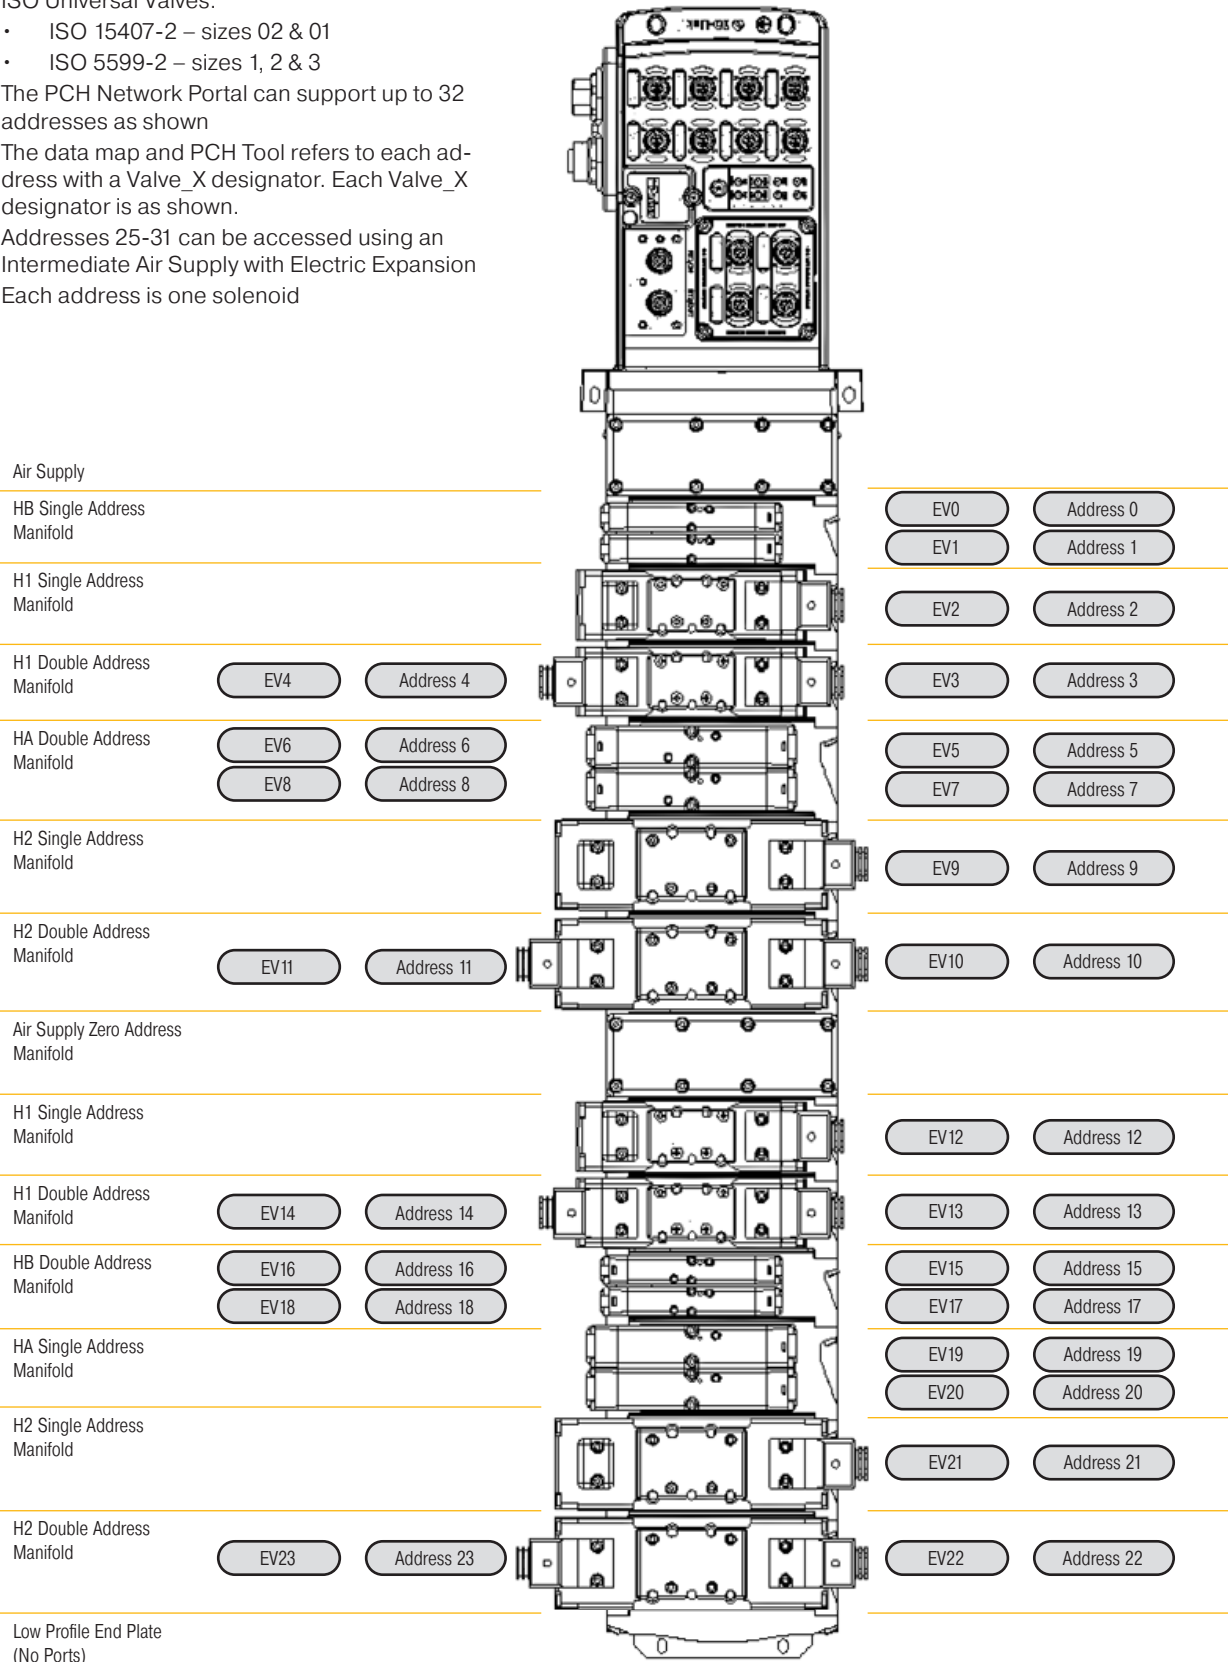 ISO Universal Valves:
• ISO 15407-2 – sizes 02 & 01
• ISO 5599-2 – sizes 1, 2 & 3
The PCH Network Portal can support up to 32
addresses as shown
The data map and PCH Tool refers to each ad-
dress with a Valve_X designator. Each Valve_X
designator is as shown.
Addresses 25-31 can be accessed using an
Intermediate Air Supply with Electric Expansion
Each address is one solenoid
Air Supply
HB Single Address
Manifold
EV0 Address 0
EV1 Address 1
H1 Single Address
Manifold
EV2 Address 2
H1 Double Address
Manifold
EV4 Address 4
EV3 Address 3
HA Double Address
Manifold
EV6 Address 6
EV8 Address 8
EV5 Address 5
EV7 Address 7
H2 Single Address
Manifold
EV9 Address 9
H2 Double Address
Manifold
EV11 Address 11
EV10 Address 10
Air Supply Zero Address
Manifold
H1 Single Address
Manifold
EV12 Address 12
H1 Double Address
Manifold
EV14 Address 14
EV13 Address 13
HB Double Address
Manifold
EV16 Address 16
EV18 Address 18
EV15 Address 15
EV17 Address 17
HA Single Address
Manifold
EV19 Address 19
EV20 Address 20
H2 Single Address
Manifold
EV21 Address 21
H2 Double Address
Manifold
EV23 Address 23
EV22 Address 22
Low Profile End Plate
(No Ports)